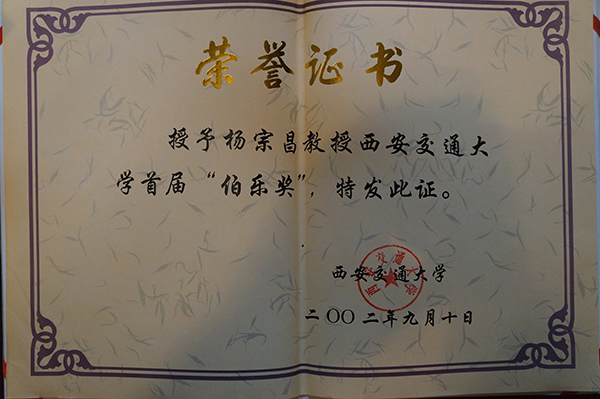 荣誉证书
授予杨宗昌教授西安交通大
学首届“伯乐奖”,特发此证。
西安交通大学
二〇〇二年九月十日